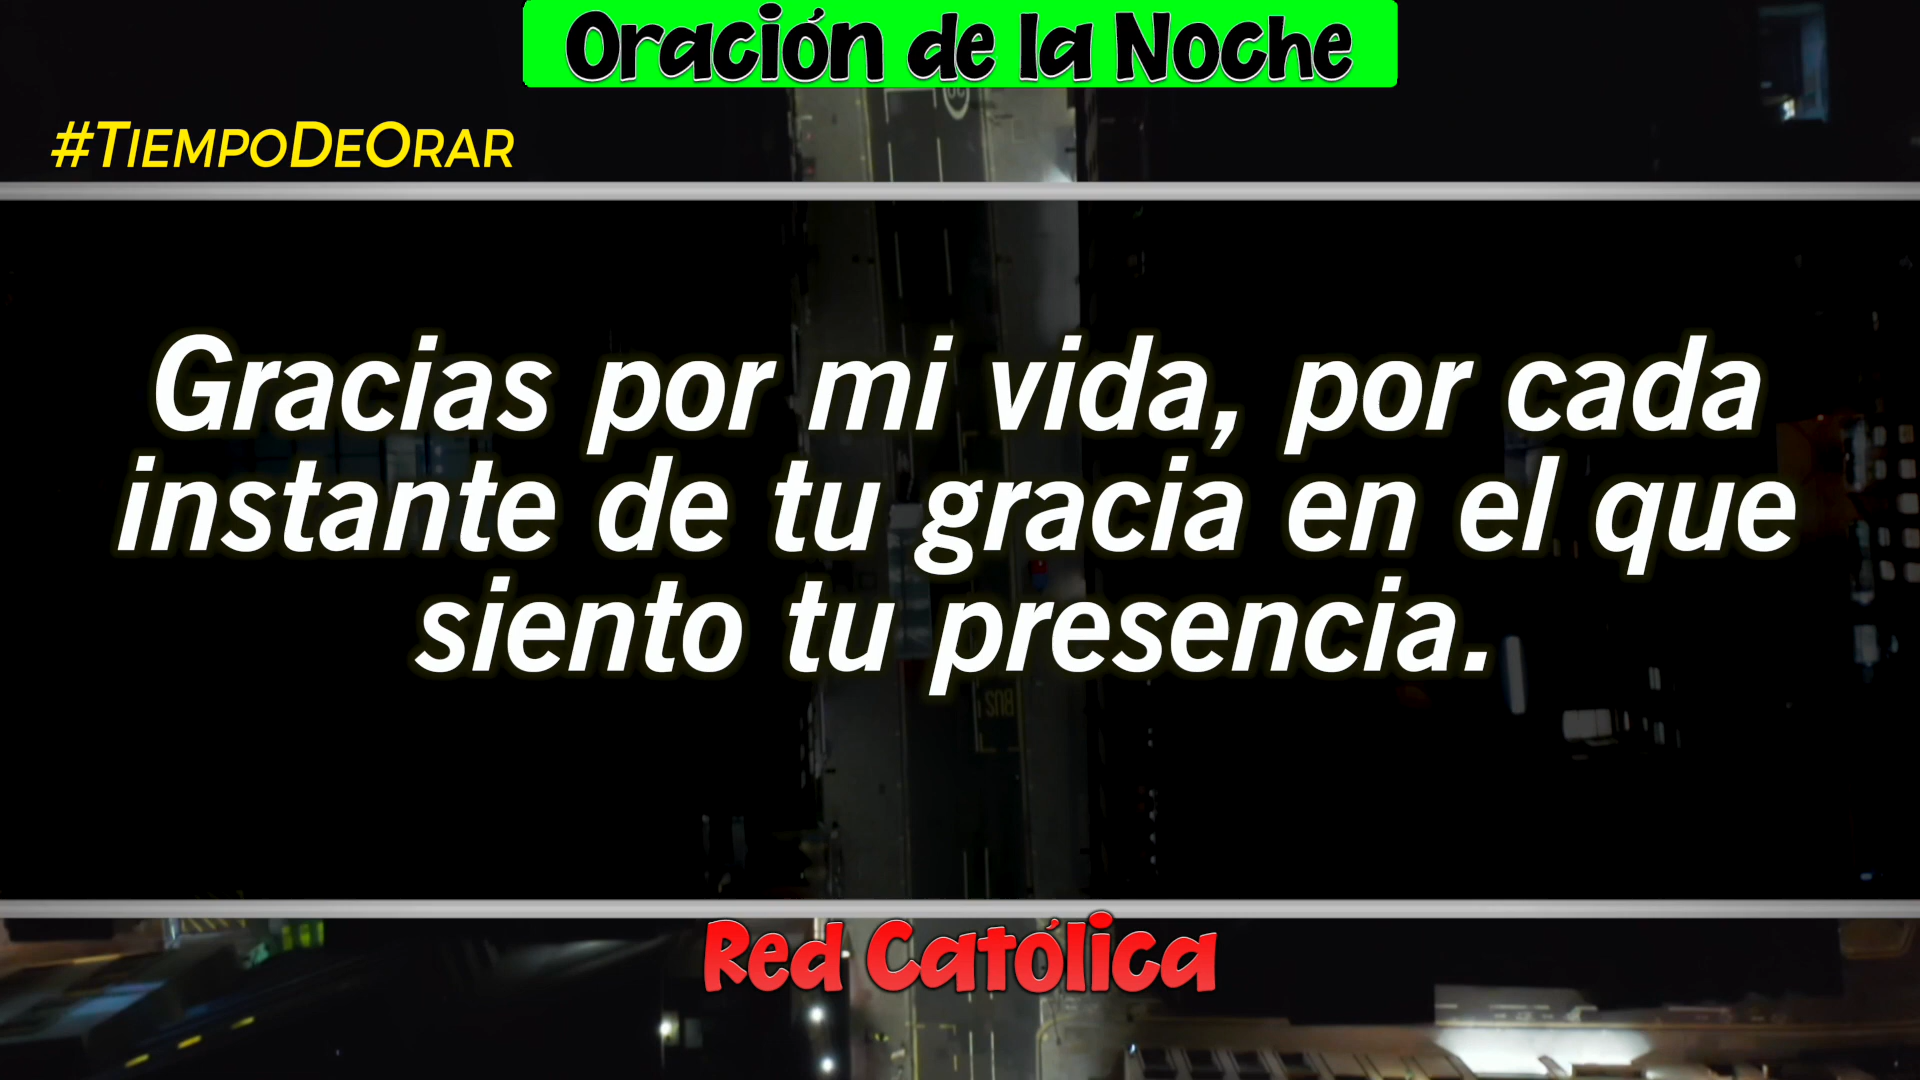 Oración de la Noche
#TiempoDeOrar
Gracias por mi vida, por cada
instante de tu gracia en el que
siento tu presencia.
BUS
Red Católica